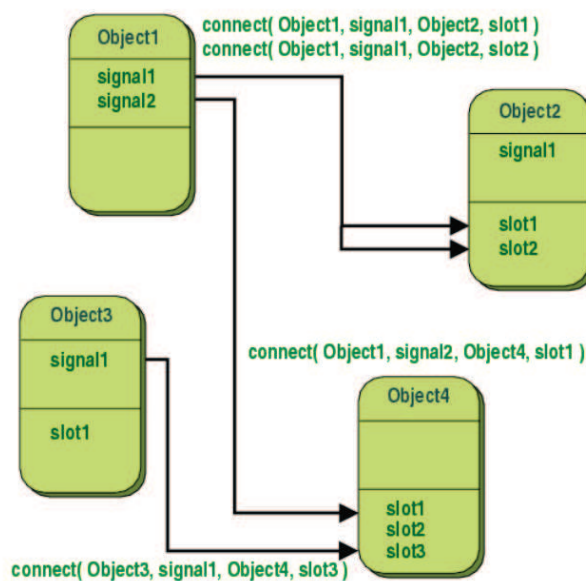 Object1
signal1
signal2
connect( Object1, signal1, Object2, slot1 )
connect( Object1, signal1, Object2, slot2 )
Object2
signal1
slot1
slot2
Object3
signal1
slot1
connect( Object1, signal2, Object4, slot1 )
Object4
slot1
slot2
slot3
connect( Object3, signal1, Object4, slot3 )